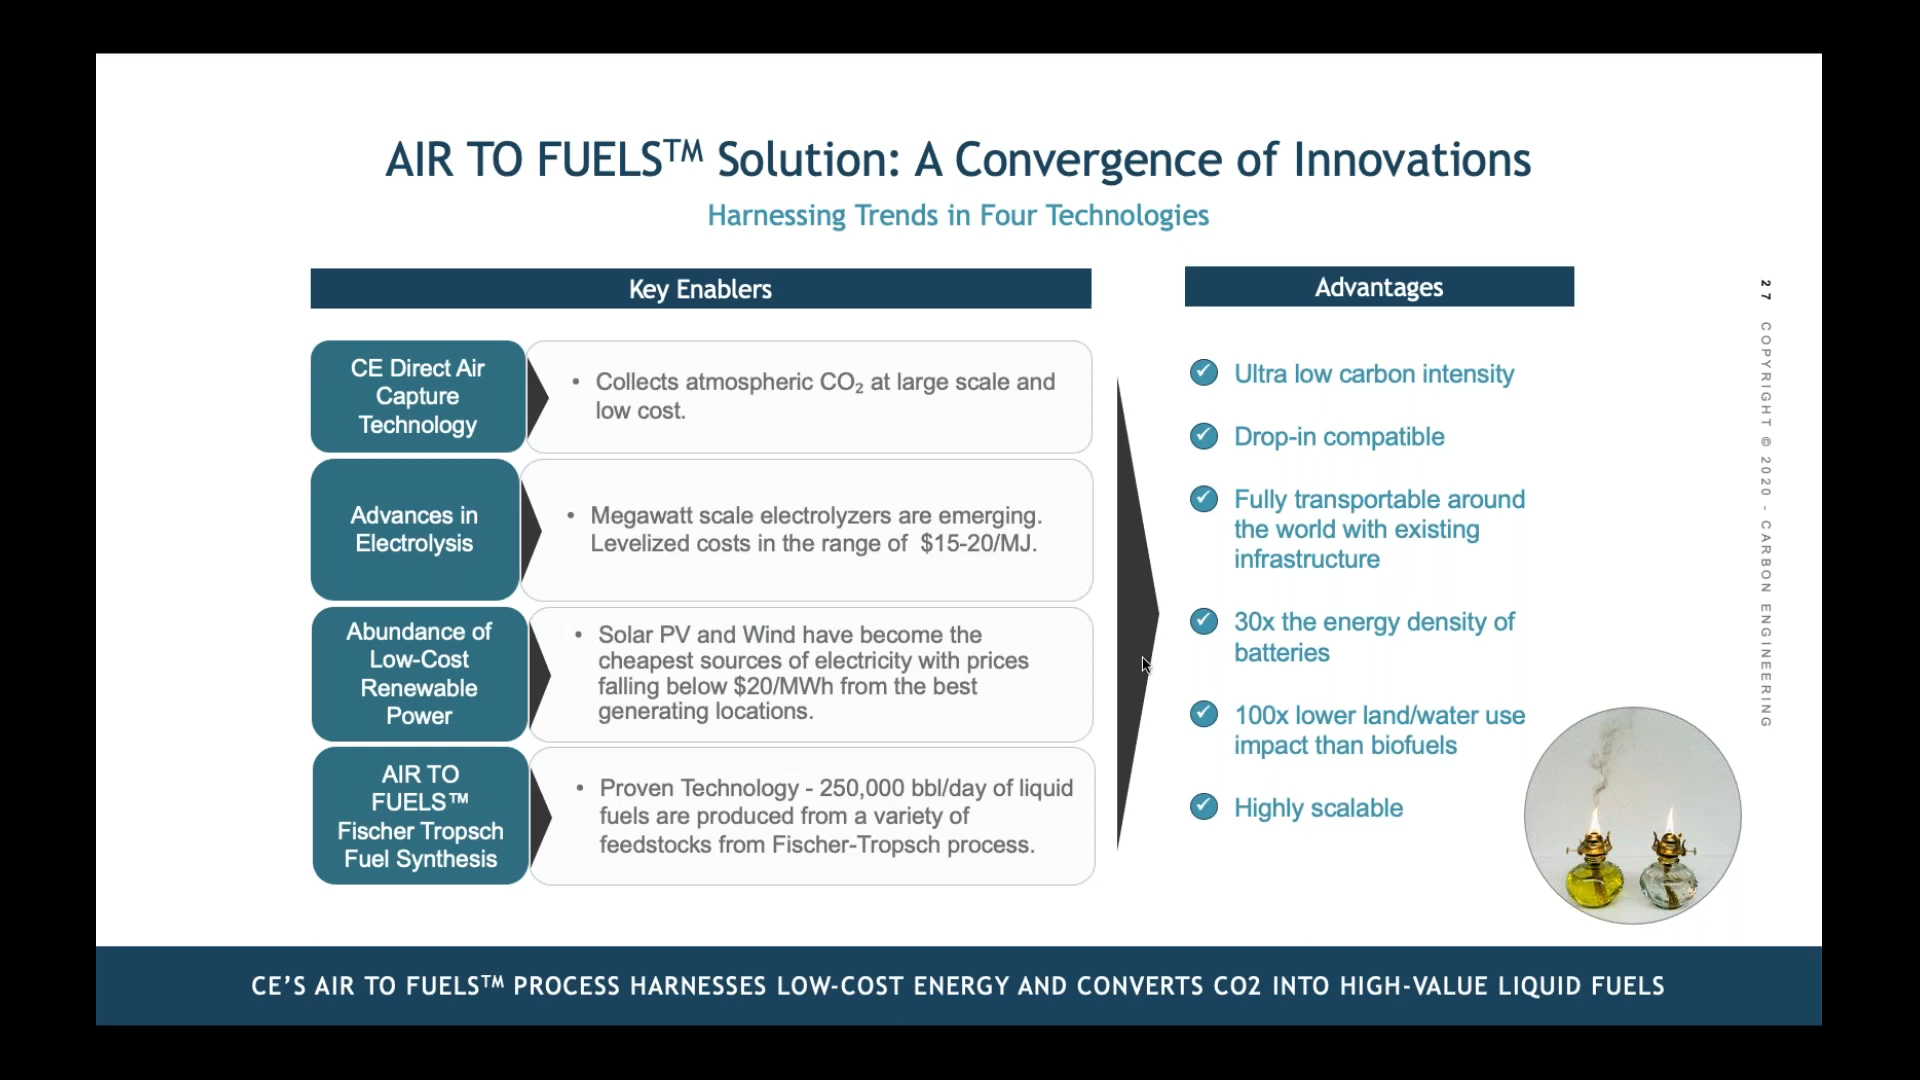 AIR TO FUELS™ Solution: A Convergence of Innovations
Harnessing Trends in Four Technologies
Key Enablers
CE Direct Air
Capture
Technology
• Collects atmospheric CO₂ at large scale and
low cost.
Advances in
Electrolysis
• Megawatt scale electrolyzers are emerging.
Levelized costs in the range of $15-20/MJ.
Abundance of
Low-Cost
Renewable
Power
• Solar PV and Wind have become the
cheapest sources of electricity with prices
falling below $20/MWh from the best
generating locations.
AIR TO
FUELS™
Fischer Tropsch
Fuel Synthesis
• Proven Technology - 250,000 bbl/day of liquid
fuels are produced from a variety of
feedstocks from Fischer-Tropsch process.
Advantages
Ultra low carbon intensity
Drop-in compatible
Fully transportable around
the world with existing
infrastructure
30x the energy density of
batteries
100x lower land/water use
impact than biofuels
Highly scalable
27 COPYRIGHT © 2020 - CARBON ENGINEERING
CE’S AIR TO FUELS™ PROCESS HARNESSES LOW-COST ENERGY AND CONVERTS CO2 INTO HIGH-VALUE LIQUID FUELS